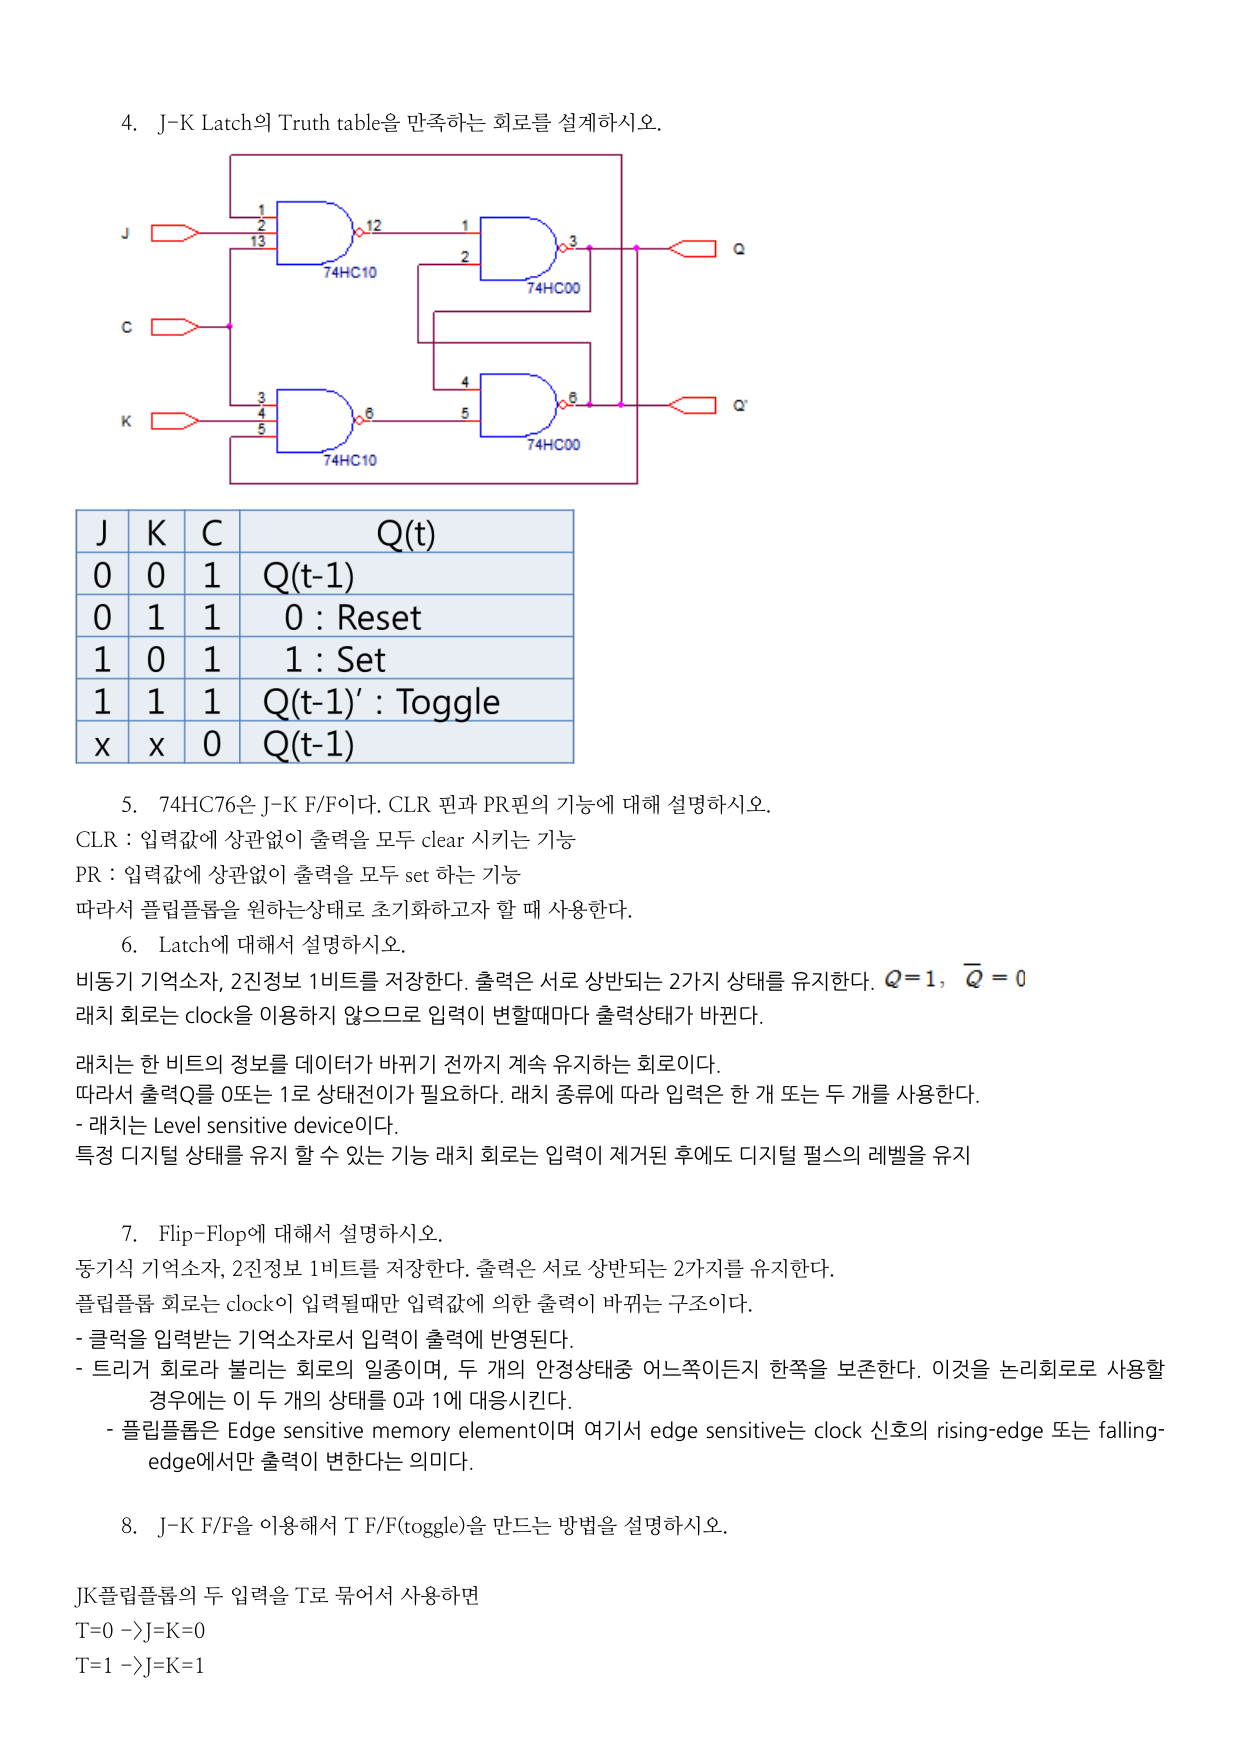 4. J-K Latch의 Truth table을 만족하는 회로를 설계하시오.
J
C
K
1
2
13
12
74HC10
3
4
5
6
74HC10
1
2
3
74HC00
4
5
6
74HC00
Q
Q'
J K C Q(t)
0 0 1 Q(t-1)
0 1 1 0 : Reset
1 0 1 1 : Set
1 1 1 Q(t-1)′ : Toggle
x x 0 Q(t-1)
5. 74HC76은 J-K F/F이다. CLR 핀과 PR핀의 기능에 대해 설명하시오.
CLR : 입력값에 상관없이 출력을 모두 clear 시키는 기능
PR : 입력값에 상관없이 출력을 모두 set 하는 기능
따라서 플립플롭을 원하는상태로 초기화하고자 할 때 사용한다.
6. Latch에 대해서 설명하시오.
비동기 기억소자, 2진정보 1비트를 저장한다. 출력은 서로 상반되는 2가지 상태를 유지한다. Q=1, Q̅ = 0
래치 회로는 clock을 이용하지 않으므로 입력이 변할때마다 출력상태가 바뀐다.
래치는 한 비트의 정보를 데이터가 바뀌기 전까지 계속 유지하는 회로이다.
따라서 출력Q를 0또는 1로 상태전이가 필요하다. 래치 종류에 따라 입력은 한 개 또는 두 개를 사용한다.
- 래치는 Level sensitive device이다.
특정 디지털 상태를 유지 할 수 있는 기능 래치 회로는 입력이 제거된 후에도 디지털 펄스의 레벨을 유지
7. Flip-Flop에 대해서 설명하시오.
동기식 기억소자, 2진정보 1비트를 저장한다. 출력은 서로 상반되는 2가지를 유지한다.
플립플롭 회로는 clock이 입력될때만 입력값에 의한 출력이 바뀌는 구조이다.
- 클럭을 입력받는 기억소자로서 입력이 출력에 반영된다.
- 트리거 회로라 불리는 회로의 일종이며, 두 개의 안정상태중 어느쪽이든지 한쪽을 보존한다. 이것을 논리회로로 사용할
경우에는 이 두 개의 상태를 0과 1에 대응시킨다.
- 플립플롭은 Edge sensitive memory element이며 여기서 edge sensitive는 clock 신호의 rising-edge 또는 falling-
edge에서만 출력이 변한다는 의미다.
8. J-K F/F을 이용해서 T F/F(toggle)을 만드는 방법을 설명하시오.
JK플립플롭의 두 입력을 T로 묶어서 사용하면
T=0 ->J=K=0
T=1 ->J=K=1